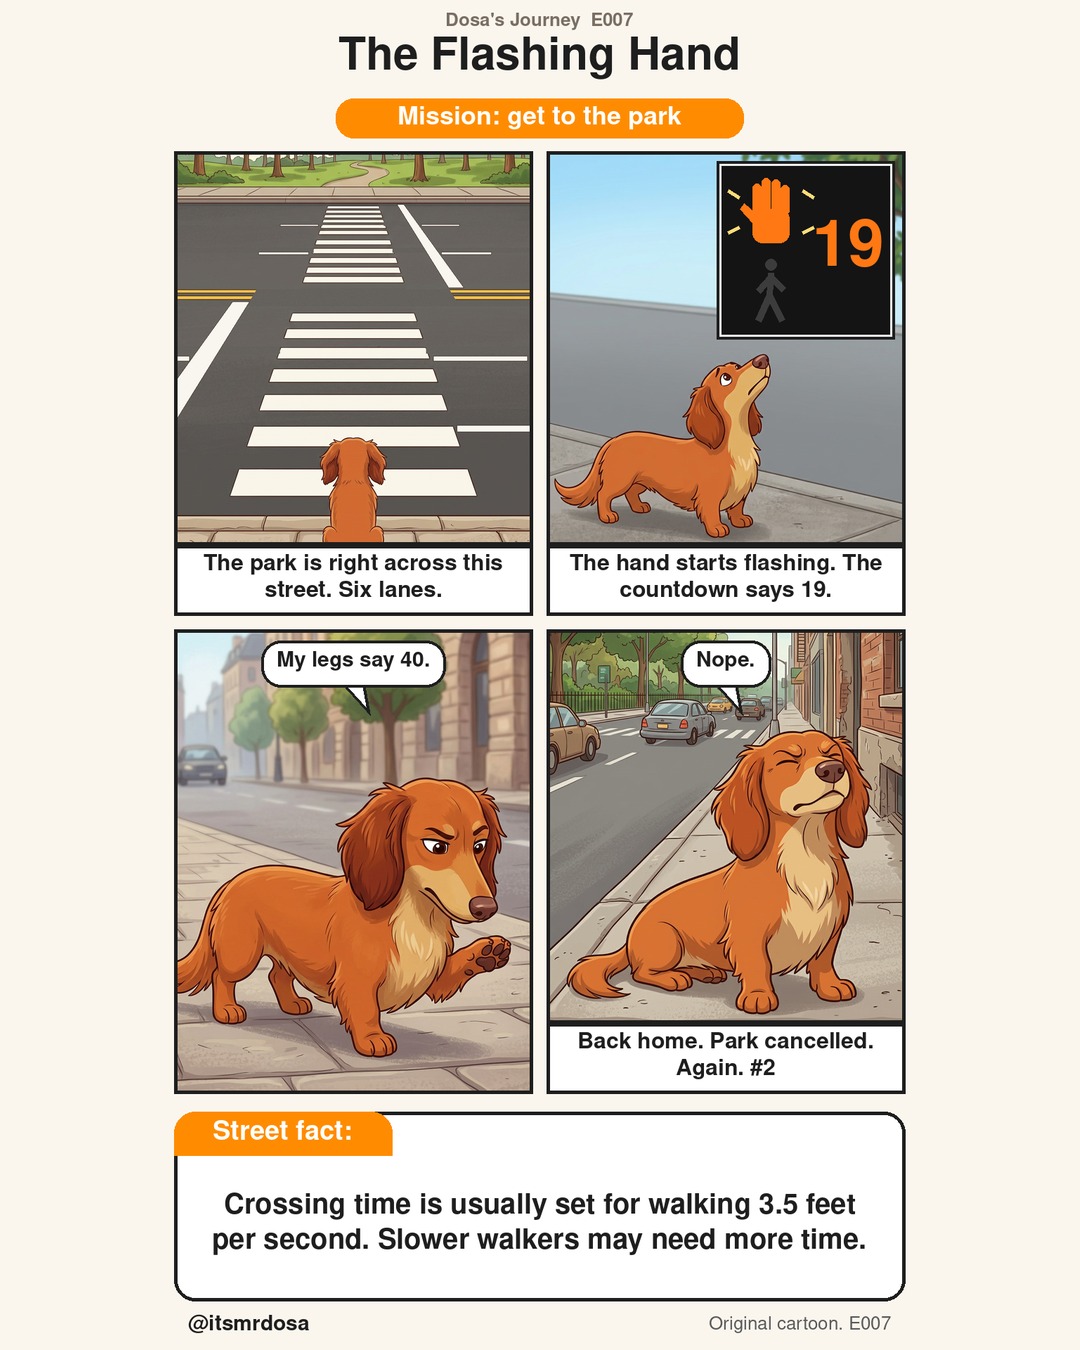 Dosa's Journey E007
The Flashing Hand
Mission: get to the park
19
The park is right across this
street. Six lanes.
The hand starts flashing. The
countdown says 19.
My legs say 40.
Nope.
Back home. Park cancelled.
Again. #2
Street fact:
Crossing time is usually set for walking 3.5 feet
per second. Slower walkers may need more time.
@itsmrdosa
Original cartoon. E007